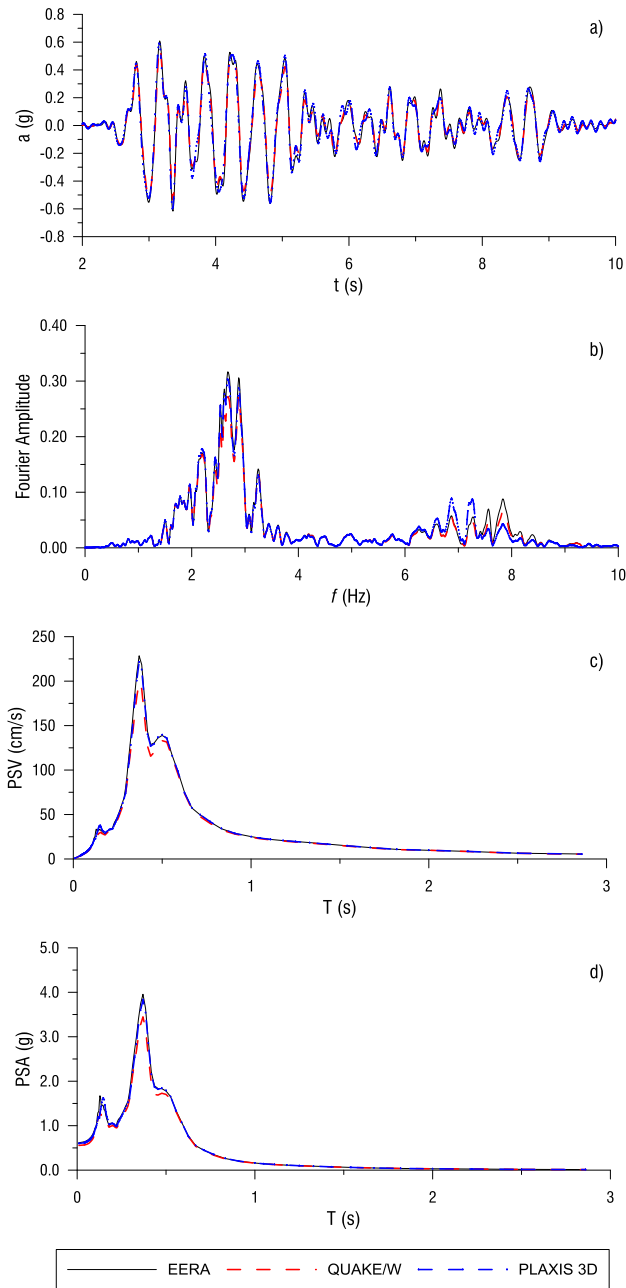 a)
0.8
0.6
0.4
0.2
0.0
-0.2
-0.4
-0.6
-0.8
a (g)
2 4 6 8 10
t (s)
b)
0.40
0.30
0.20
0.10
0.00
Fourier Amplitude
0 2 4 6 8 10
f (Hz)
c)
250
200
150
100
50
0
PSV (cm/s)
0 1 2 3
T (s)
d)
5.0
4.0
3.0
2.0
1.0
0.0
PSA (g)
0 1 2 3
T (s)
EERA QUAKE/W PLAXIS 3D